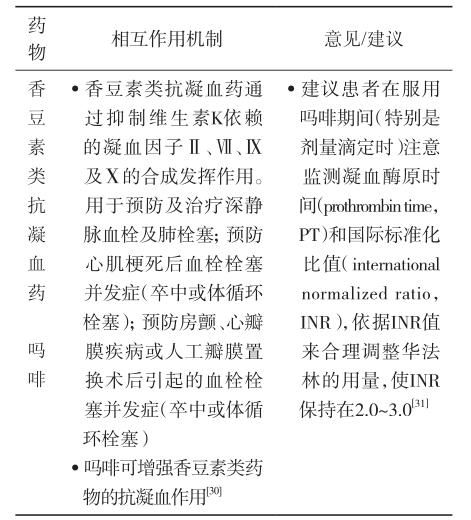 药物
相互作用机制
意见/建议
香豆素类抗凝血药
吗啡
• 香豆素类抗凝血药通
过抑制维生素K依赖
的凝血因子Ⅱ、Ⅶ、Ⅸ
及Ⅹ的合成发挥作用。
用于预防及治疗深静
脉血栓及肺栓塞；预防
心肌梗死后血栓栓塞
并发症(卒中或体循环
栓塞)；预防房颤、心瓣
膜疾病或人工瓣膜置
换术后引起的血栓栓
塞并发症(卒中或体循
环栓塞)
• 吗啡可增强香豆素类药
物的抗凝血作用[30]
• 建议患者在服用
吗啡期间(特别是
剂量滴定时)注意
监测凝血酶原时
间(prothrombin time，
PT)和国际标准化
比值( international
normalized ratio，
INR )，依据INR值
来合理调整华法
林的用量，使INR
保持在2.0~3.0[31]